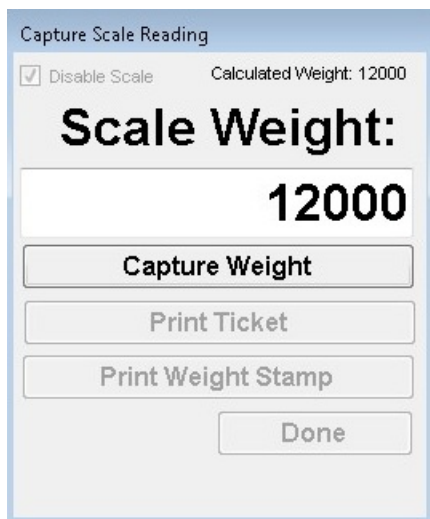 Capture Scale Reading
Disable Scale Calculated Weight: 12000
Scale Weight:
12000
Capture Weight
Print Ticket
Print Weight Stamp
Done